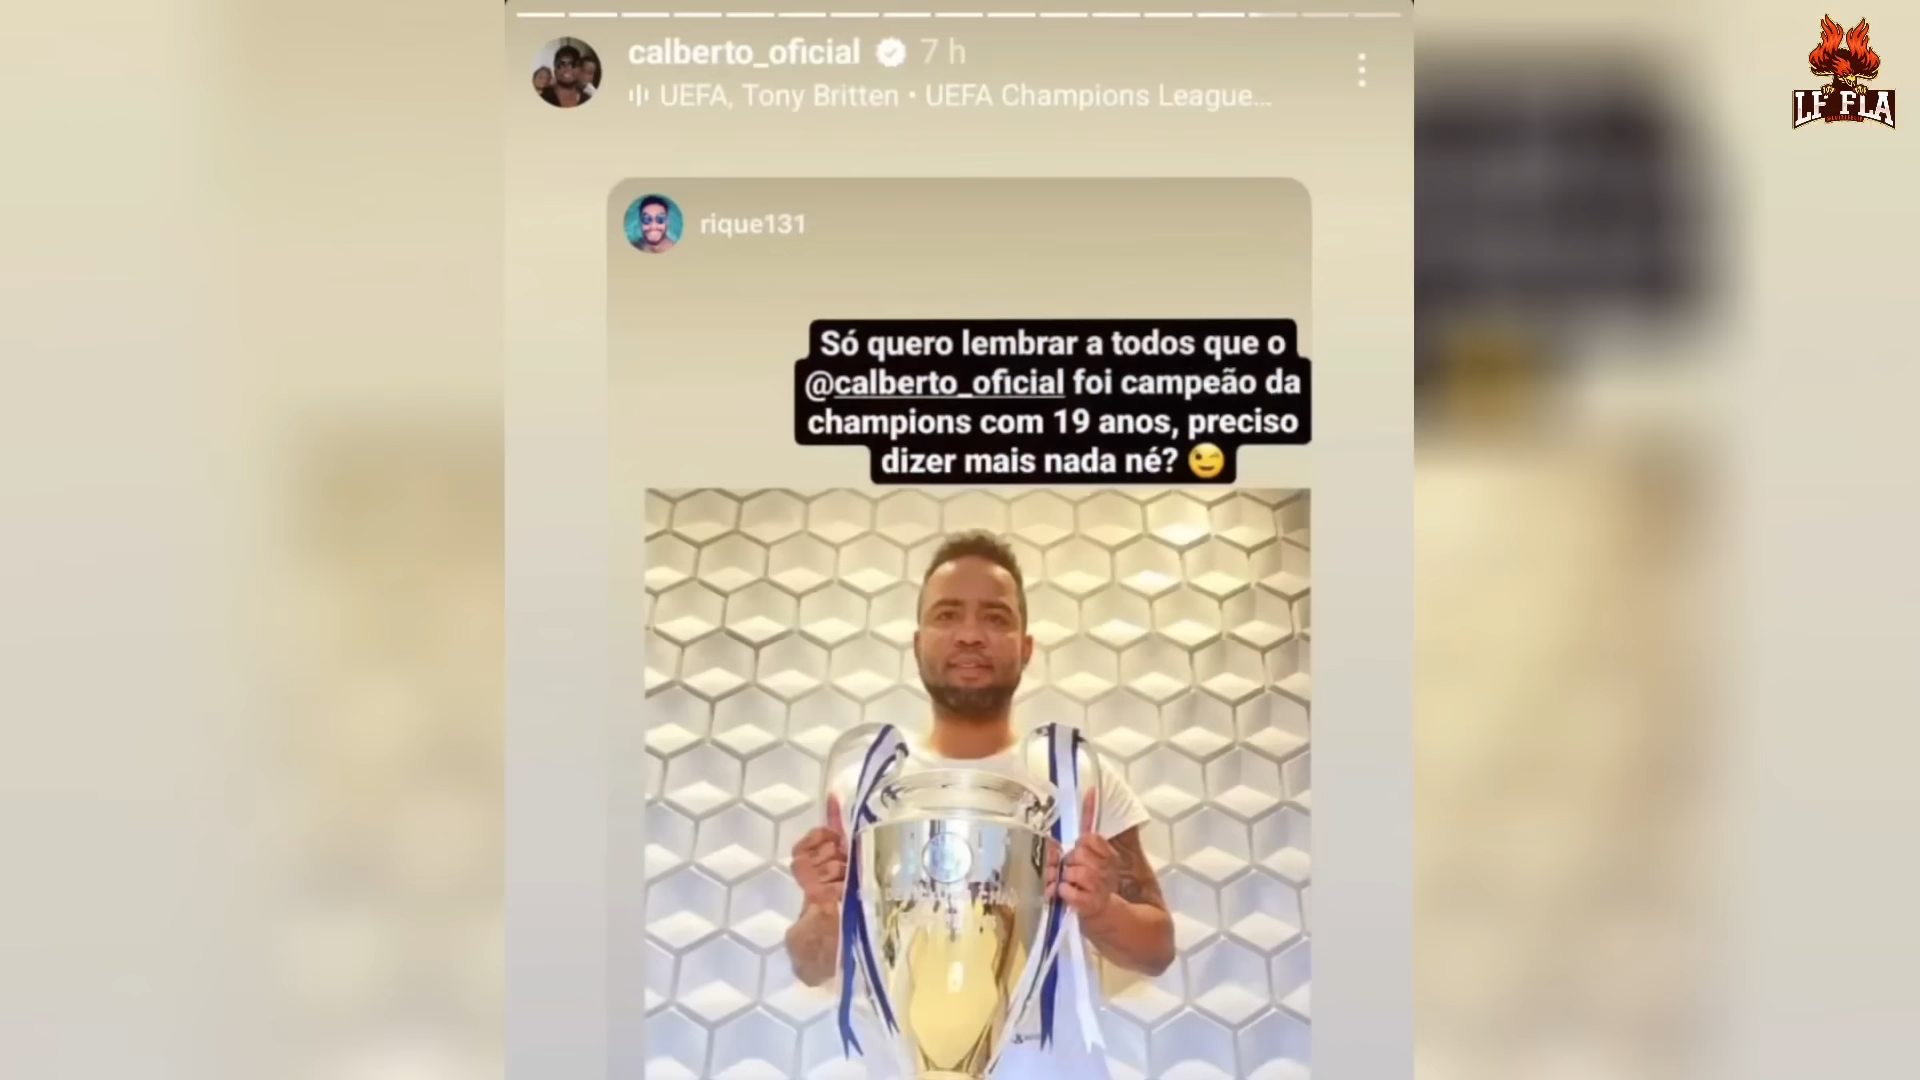 calberto_oficial 7 h
UEFA, Tony Britten • UEFA Champions League...
LF FLA
rique131
Só quero lembrar a todos que o
@calberto_oficial foi campeão da
champions com 19 anos, preciso
dizer mais nada né? 😉